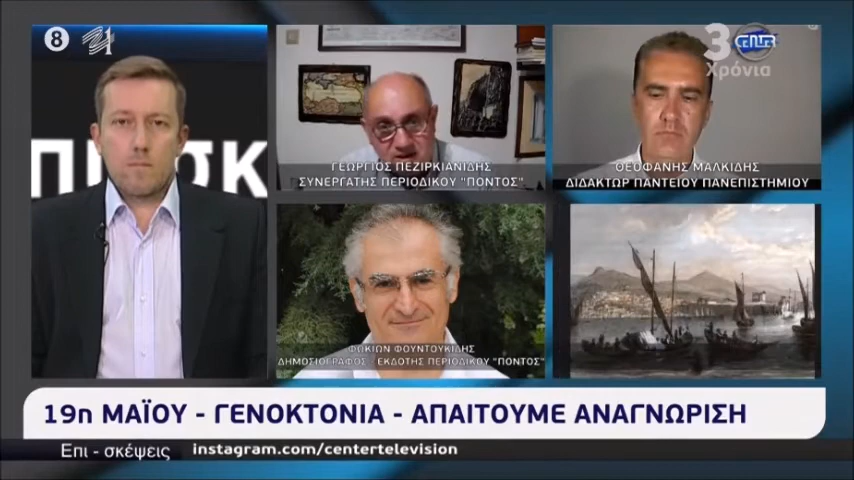 8
30
CENTER
Χρόνια
ΓΕΩΡΓΙΟΣ ΠΕΖΙΡΚΙΑΝΙΔΗΣ
ΣΥΝΕΡΓΑΤΗΣ ΠΕΡΙΟΔΙΚΟΥ "ΠΟΝΤΟΣ"
ΘΕΟΦΑΝΗΣ ΜΑΛΚΙΔΗΣ
ΔΙΔΑΚΤΩΡ ΠΑΝΤΕΙΟΥ ΠΑΝΕΠΙΣΤΗΜΙΟΥ
ΦΩΚΙΩΝ ΦΟΥΝΤΟΥΚΙΔΗΣ
ΔΗΜΟΣΙΟΓΡΑΦΟΣ - ΕΚΔΟΤΗΣ ΠΕΡΙΟΔΙΚΟΥ "ΠΟΝΤΟΣ"
19η ΜΑΪΟΥ - ΓΕΝΟΚΤΟΝΙΑ - ΑΠΑΙΤΟΥΜΕ ΑΝΑΓΝΩΡΙΣΗ
Επι - σκέψεις instagram.com/centertelevision